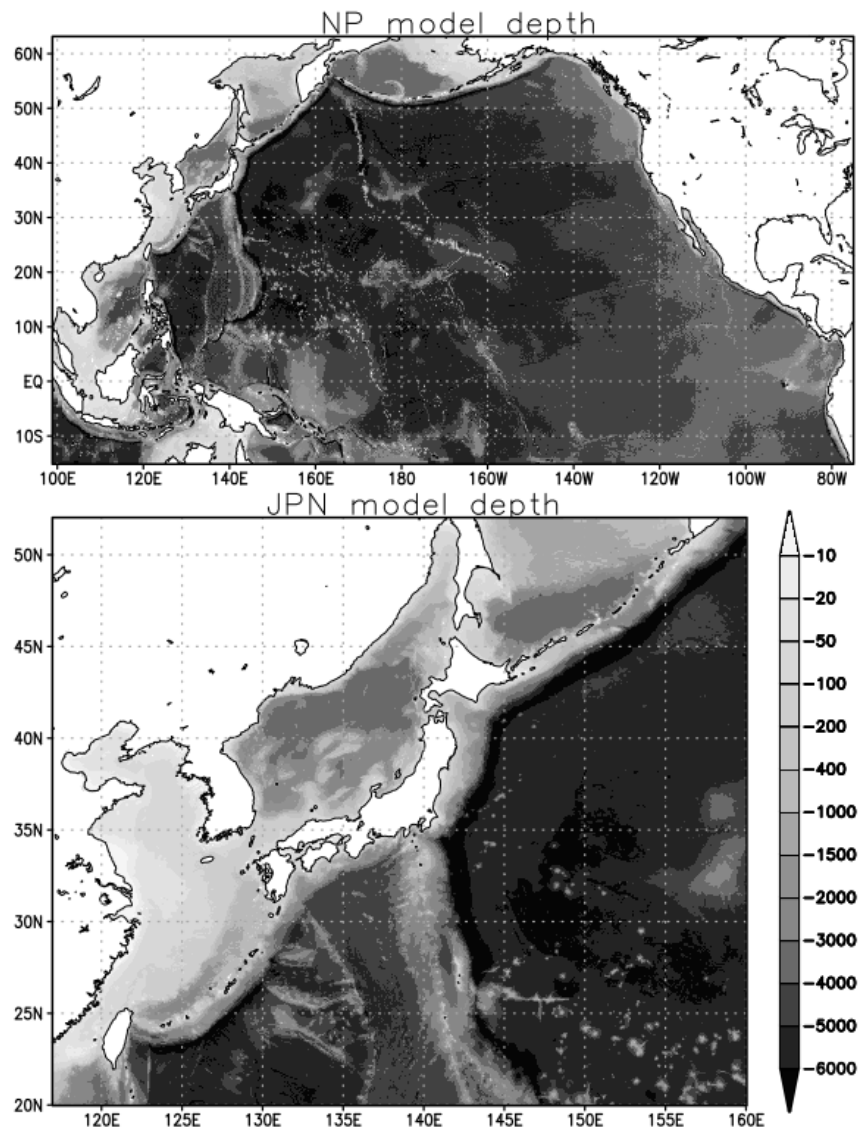 NP model depth
60N
50N
40N
30N
20N
10N
EQ
10S
100E 120E 140E 160E 180 160W 140W 120W 100W 80W
JPN model depth
50N
45N
40N
35N
30N
25N
20N
120E 125E 130E 135E 140E 145E 150E 155E 160E
-10
-20
-50
-100
-200
-400
-1000
-1500
-2000
-3000
-4000
-5000
-6000